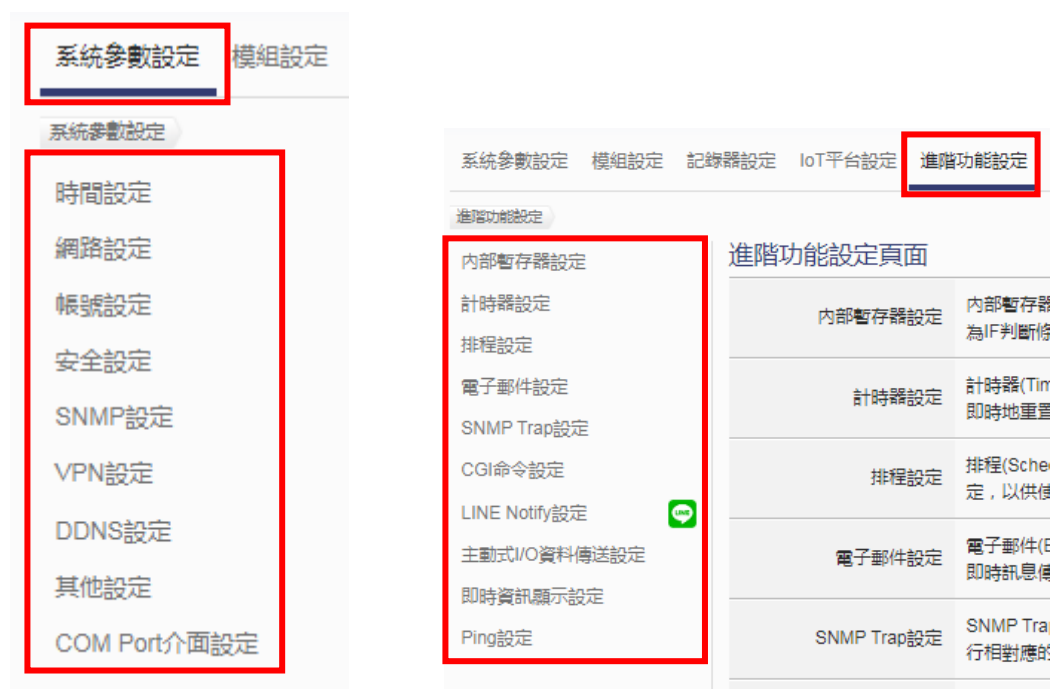 系統參數設定 模組設定
系統參數設定
時間設定
網路設定
帳號設定
安全設定
SNMP設定
VPN設定
DDNS設定
其他設定
COM Port介面設定
系統參數設定 模組設定 記錄器設定 IoT平台設定 進階功能設定
進階功能設定
內部暫存器設定
計時器設定
排程設定
電子郵件設定
SNMP Trap設定
CGI命令設定
LINE Notify設定
LINE
主動式I/O資料傳送設定
即時資訊顯示設定
Ping設定
進階功能設定頁面
內部暫存器設定
內部暫存器
為IF判斷條
計時器設定
計時器(Tim
即時地重置
排程設定
排程(Sche
定，以供使
電子郵件設定
電子郵件(E
即時訊息傳
SNMP Trap設定
SNMP Tra
行相對應的